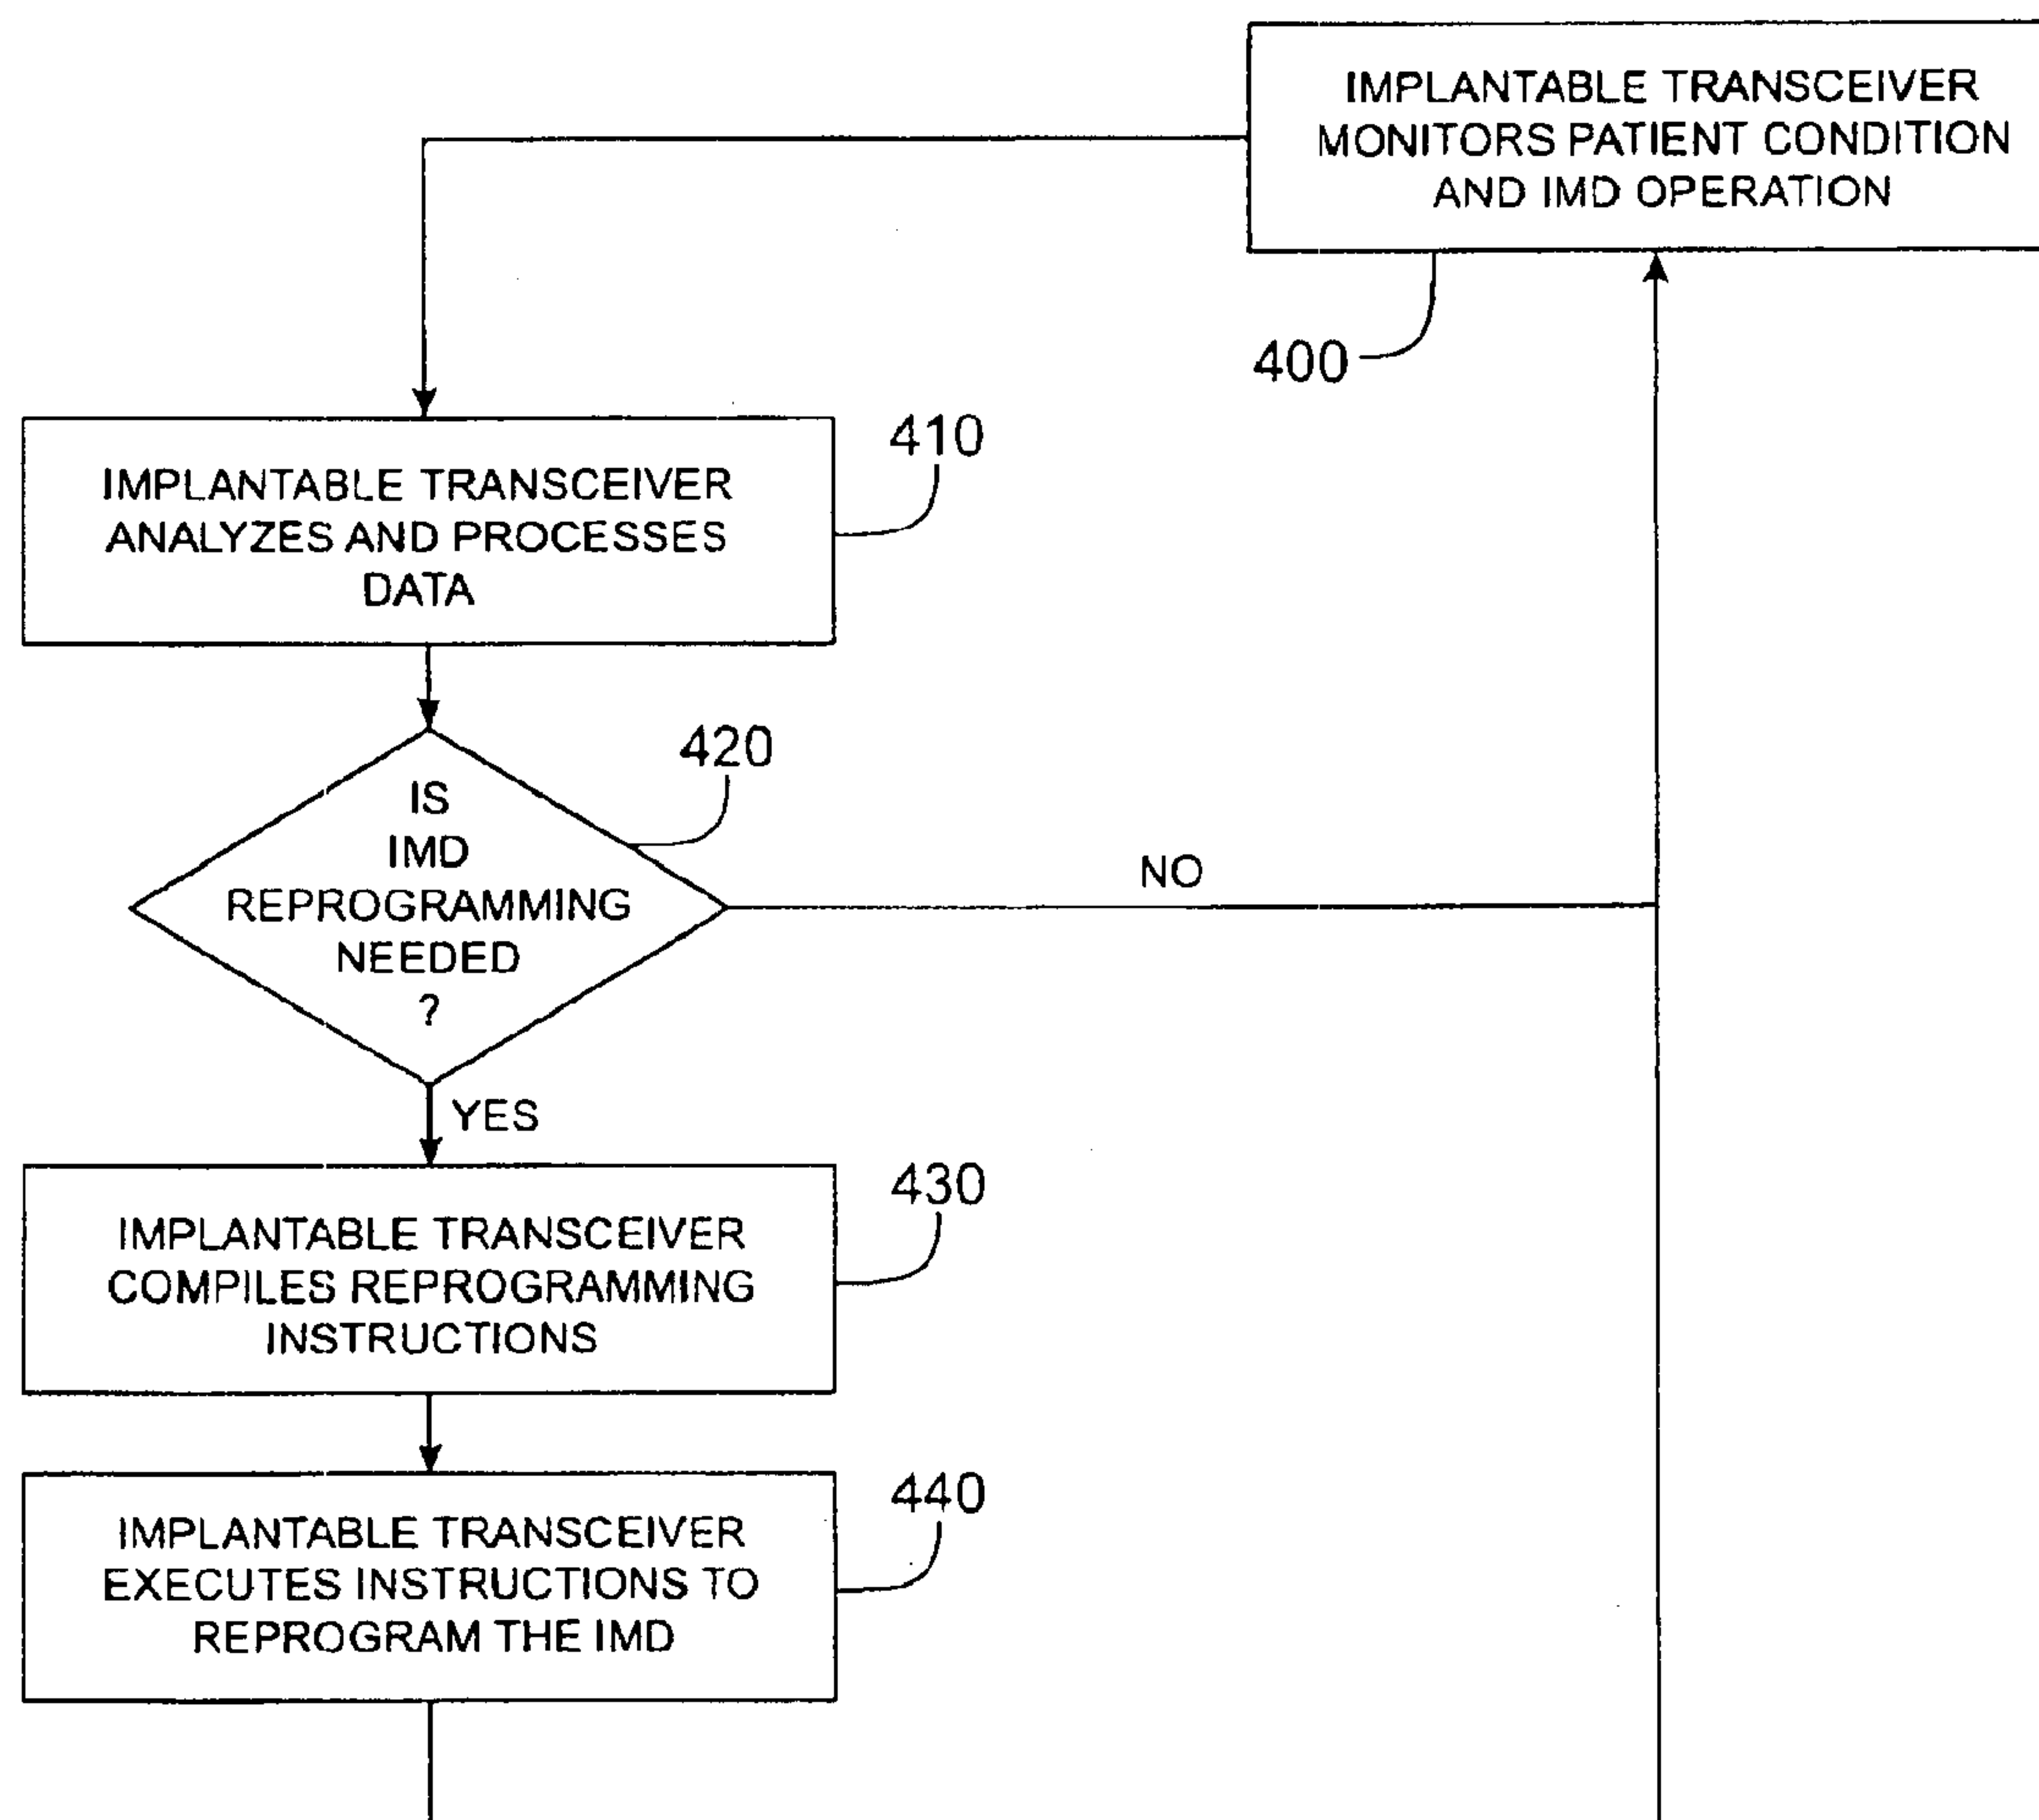 IMPLANTABLE TRANSCEIVER
MONITORS PATIENT CONDITION
AND IMD OPERATION
400
410
IMPLANTABLE TRANSCEIVER
ANALYZES AND PROCESSES
DATA
420
IS
IMD
REPROGRAMMING
NEEDED
?
NO
YES
430
IMPLANTABLE TRANSCEIVER
COMPILES REPROGRAMMING
INSTRUCTIONS
440
IMPLANTABLE TRANSCEIVER
EXECUTES INSTRUCTIONS TO
REPROGRAM THE IMD